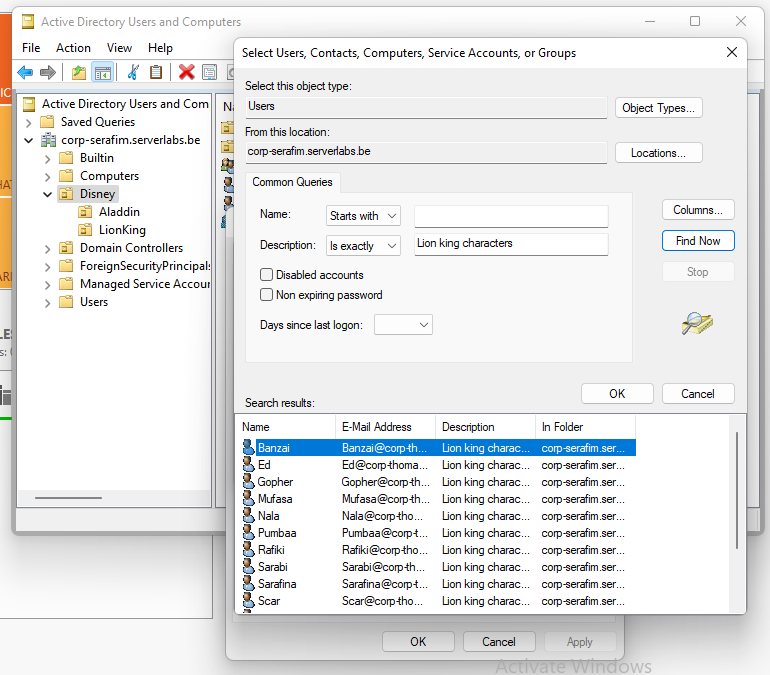 Active Directory Users and Computers
File Action View Help
Active Directory Users and Com
Saved Queries
corp-serafim.serverlabs.be
Builtin
Computers
Disney
Aladdin
LionKing
Domain Controllers
ForeignSecurityPrincipals
Managed Service Accour
Users
Select Users, Contacts, Computers, Service Accounts, or Groups
Select this object type:
Users
Object Types...
From this location:
corp-serafim.serverlabs.be
Locations...
Common Queries
Name: Starts with
Description: Is exactly Lion king characters
Disabled accounts
Non expiring password
Days since last logon:
Columns...
Find Now
Stop
OK Cancel
Search results:
Name E-Mail Address Description In Folder
Banzai Banzai@corp-th... Lion king charac... corp-serafim.ser...
Ed Ed@corp-thoma... Lion king charac... corp-serafim.ser...
Gopher Gopher@corp-t... Lion king charac... corp-serafim.ser...
Mufasa Mufasa@corp-th... Lion king charac... corp-serafim.ser...
Nala Nala@corp-tho... Lion king charac... corp-serafim.ser...
Pumbaa Pumbaa@corp-t... Lion king charac... corp-serafim.ser...
Rafiki Rafiki@corp-tho... Lion king charac... corp-serafim.ser...
Sarabi Sarabi@corp-th... Lion king charac... corp-serafim.ser...
Sarafina Sarafina@corp-t... Lion king charac... corp-serafim.ser...
Scar Scar@corp-tho... Lion king charac... corp-serafim.ser...
OK Cancel Apply
Activate Windows